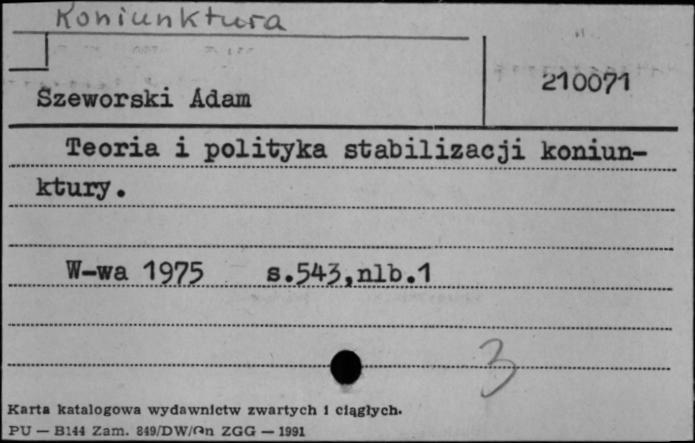 Koniunktura
210071
Szeworski Adam
Teoria i polityka stabilizacji koniun-
ktury.
W-wa 1975 s.543,nlb.1
3
Karta katalogowa wydawnictw zwartych i ciągłych.
PU — B144 Zam. 849/DW/Gn ZGG — 1991